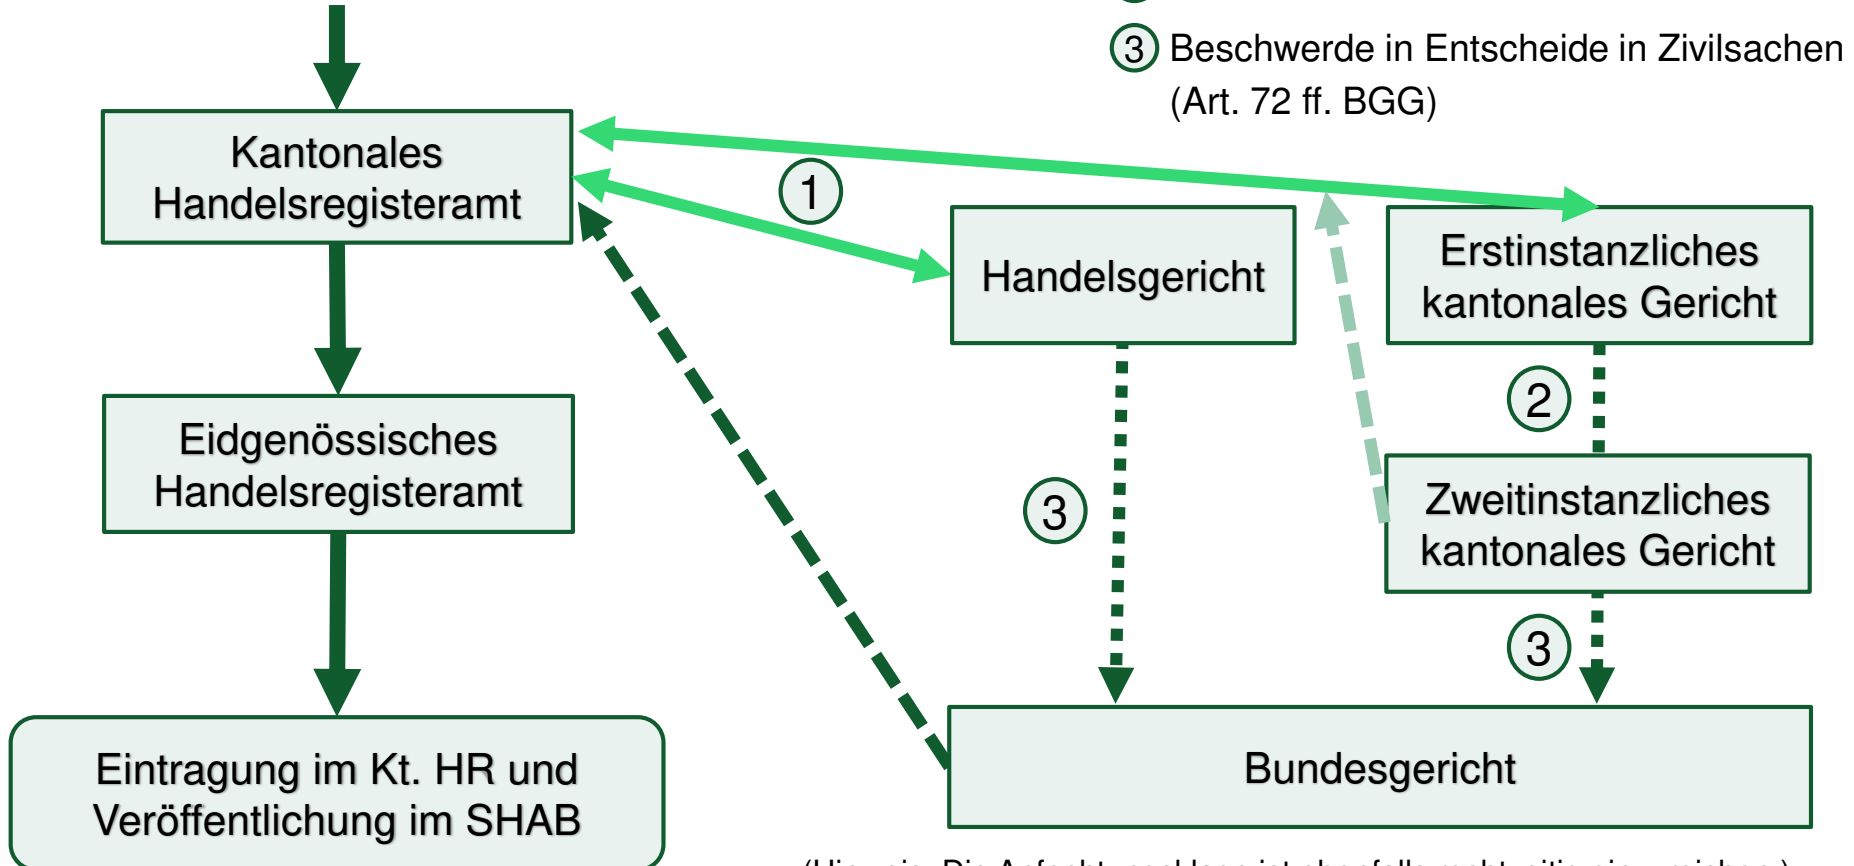 3 Beschwerde in Entscheide in Zivilsachen
(Art. 72 ff. BGG)
Kantonales
Handelsregisteramt
1
Handelsgericht
Erstinstanzliches
kantonales Gericht
2
Eidgenössisches
Handelsregisteramt
3
Zweitinstanzliches
kantonales Gericht
3
Bundesgericht
Eintragung im Kt. HR und
Veröffentlichung im SHAB